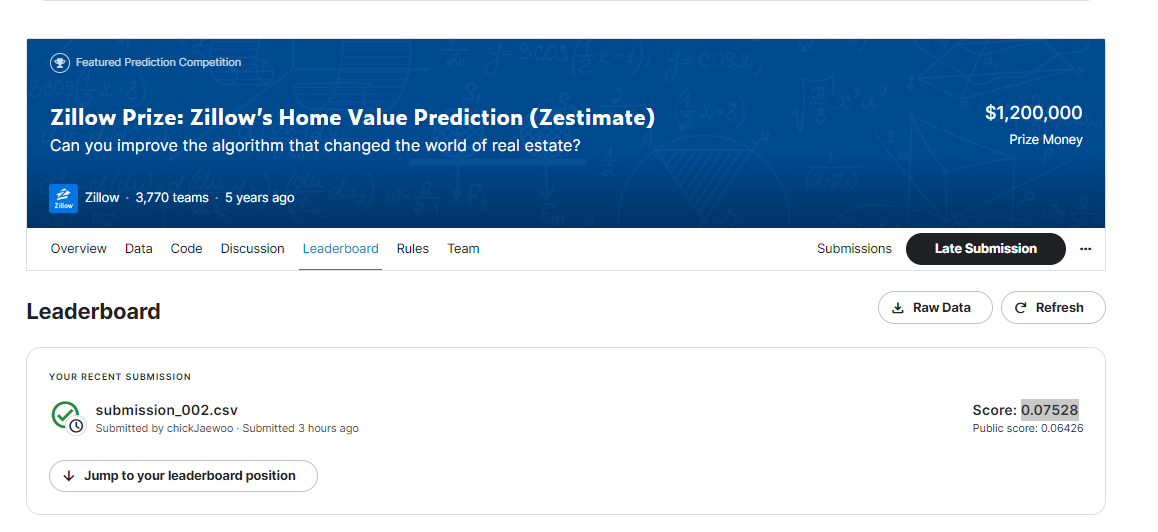 Featured Prediction Competition
Zillow Prize: Zillow's Home Value Prediction (Zestimate)
$1,200,000
Can you improve the algorithm that changed the world of real estate?
Prize Money
Zillow
Zillow · 3,770 teams · 5 years ago
Overview Data Code Discussion Leaderboard Rules Team Submissions Late Submission ...
Leaderboard
Raw Data Refresh
YOUR RECENT SUBMISSION
submission_002.csv
Score: 0.07528
Submitted by chickJaewoo · Submitted 3 hours ago
Public score: 0.06426
Jump to your leaderboard position